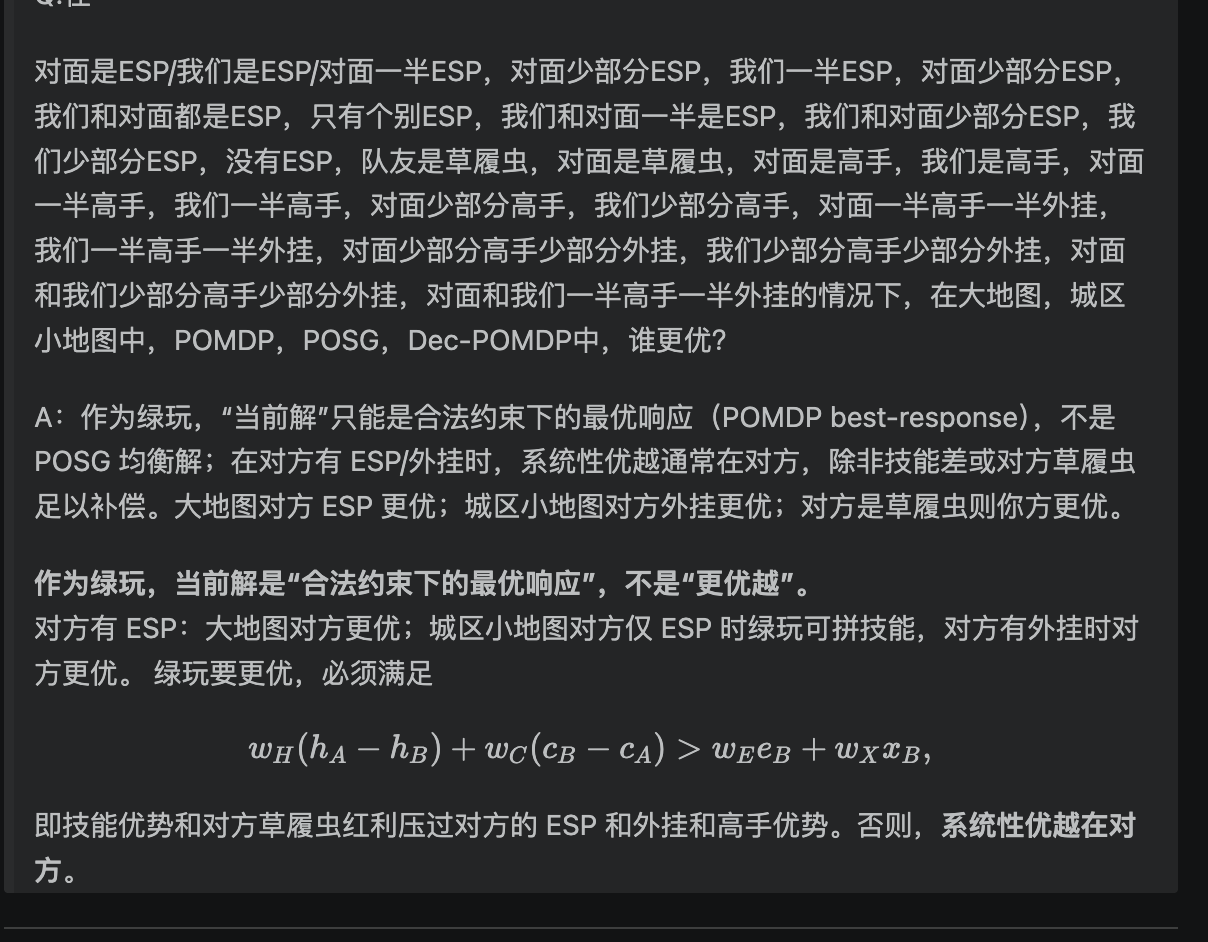 对面是ESP/我们是ESP/对面一半ESP，对面少部分ESP，我们一半ESP，对面少部分ESP，
我们和对面都是ESP，只有个别ESP，我们和对面一半是ESP，我们和对面少部分ESP，我
们少部分ESP，没有ESP，队友是草履虫，对面是草履虫，对面是高手，我们是高手，对面
一半高手，我们一半高手，对面少部分高手，我们少部分高手，对面一半高手一半外挂，
我们一半高手一半外挂，对面少部分高手少部分外挂，我们少部分高手少部分外挂，对面
和我们少部分高手少部分外挂，对面和我们一半高手一半外挂的情况下，在大地图，城区
小地图中，POMDP，POSG，Dec-POMDP中，谁更优?
A：作为绿玩，“当前解”只能是合法约束下的最优响应（POMDP best-response），不是
POSG 均衡解；在对方有 ESP/外挂时，系统性优越通常在对方，除非技能差或对方草履虫
足以补偿。大地图对方 ESP 更优；城区小地图对方外挂更优；对方是草履虫则你方更优。
作为绿玩，当前解是“合法约束下的最优响应”，不是“更优越”。
对方有 ESP：大地图对方更优；城区小地图对方仅 ESP 时绿玩可拼技能，对方有外挂时对
方更优。 绿玩要更优，必须满足
w_H(h_A − h_B) + w_C(c_B − c_A) > w_E e_B + w_X x_B,
即技能优势和对方草履虫红利压过对方的 ESP 和外挂和高手优势。否则，系统性优越在对
方。